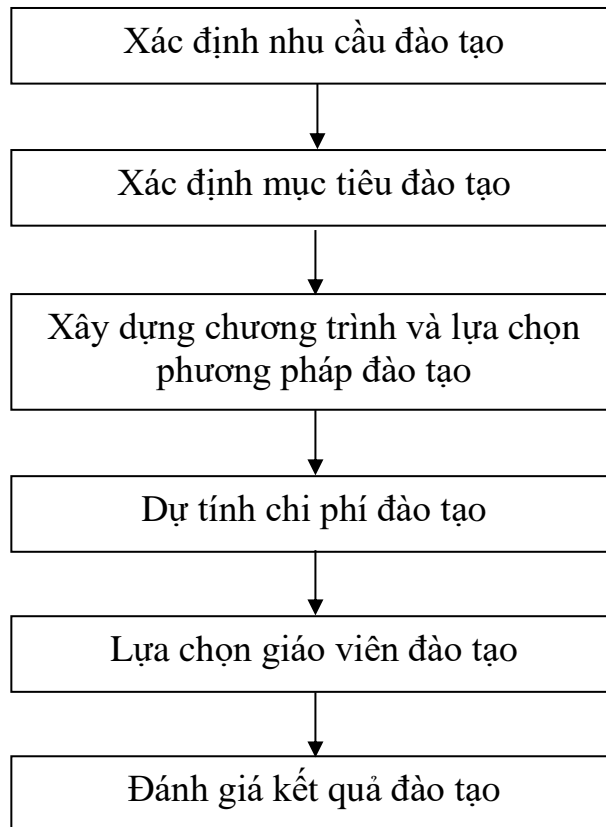 Xác định nhu cầu đào tạo
Xác định mục tiêu đào tạo
Xây dựng chương trình và lựa chọn
phương pháp đào tạo
Dự tính chi phí đào tạo
Lựa chọn giáo viên đào tạo
Đánh giá kết quả đào tạo